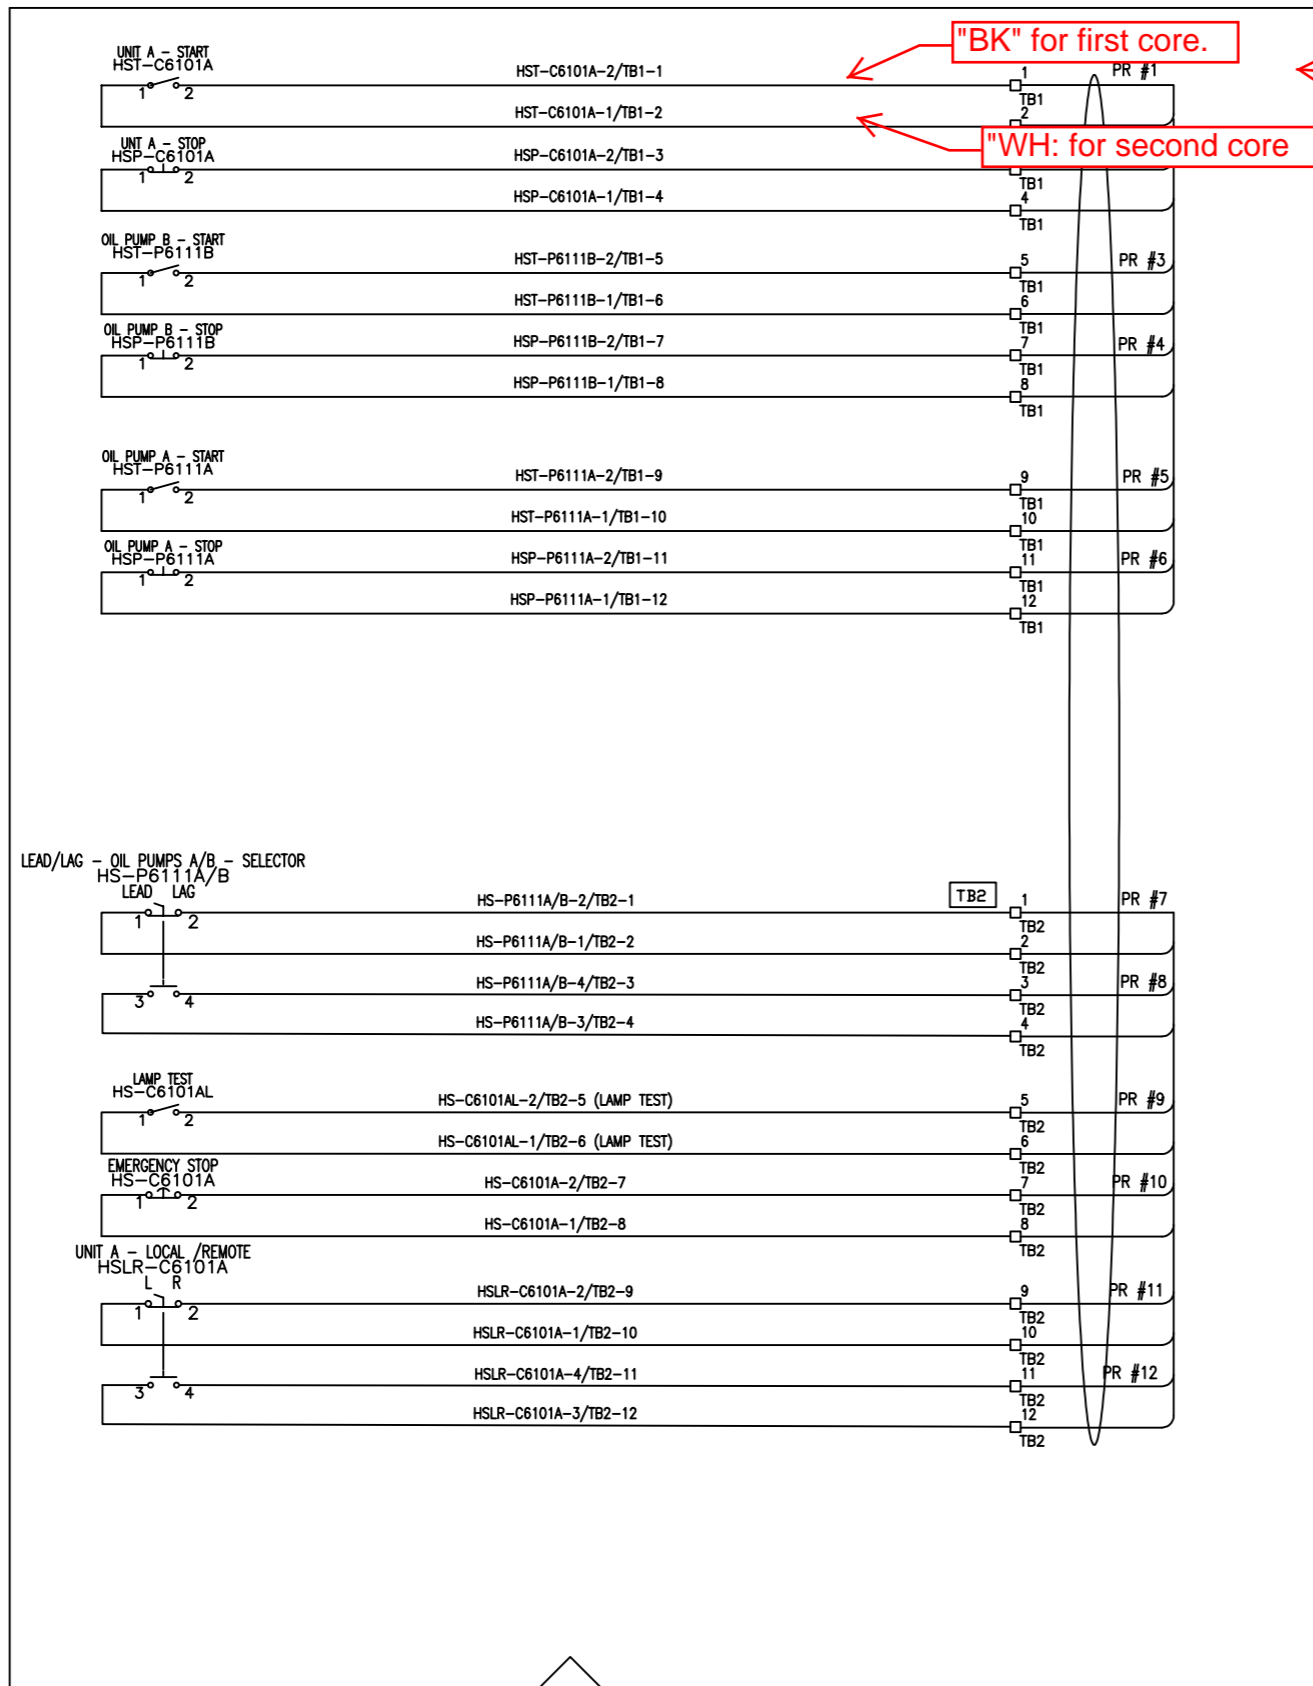 "BK" for first core.
UNIT A - START
HST-C6101A
1 2
HST-C6101A-2/TB1-1
1
PR #1
TB1
HST-C6101A-1/TB1-2
2
"WH: for second core
UNT A - STOP
HSP-C6101A
1 2
HSP-C6101A-2/TB1-3
TB1
HSP-C6101A-1/TB1-4
4
TB1
OIL PUMP B - START
HST-P6111B
1 2
HST-P6111B-2/TB1-5
5
PR #3
TB1
HST-P6111B-1/TB1-6
6
TB1
OIL PUMP B - STOP
HSP-P6111B
1 2
HSP-P6111B-2/TB1-7
7
PR #4
TB1
HSP-P6111B-1/TB1-8
8
TB1
OIL PUMP A - START
HST-P6111A
1 2
HST-P6111A-2/TB1-9
9
PR #5
TB1
HST-P6111A-1/TB1-10
10
TB1
OIL PUMP A - STOP
HSP-P6111A
1 2
HSP-P6111A-2/TB1-11
11
PR #6
TB1
HSP-P6111A-1/TB1-12
12
TB1
LEAD/LAG - OIL PUMPS A/B - SELECTOR
HS-P6111A/B
LEAD LAG
1 2
HS-P6111A/B-2/TB2-1
TB2
1
PR #7
TB2
HS-P6111A/B-1/TB2-2
2
TB2
3 4
HS-P6111A/B-4/TB2-3
3
PR #8
TB2
HS-P6111A/B-3/TB2-4
4
TB2
LAMP TEST
HS-C6101AL
1 2
HS-C6101AL-2/TB2-5 (LAMP TEST)
5
PR #9
TB2
HS-C6101AL-1/TB2-6 (LAMP TEST)
6
TB2
EMERGENCY STOP
HS-C6101A
1 2
HS-C6101A-2/TB2-7
7
PR #10
TB2
HS-C6101A-1/TB2-8
8
TB2
UNIT A - LOCAL /REMOTE
HSLR-C6101A
L R
1 2
HSLR-C6101A-2/TB2-9
9
PR #11
TB2
HSLR-C6101A-1/TB2-10
10
TB2
3 4
HSLR-C6101A-4/TB2-11
11
PR #12
TB2
HSLR-C6101A-3/TB2-12
12
TB2